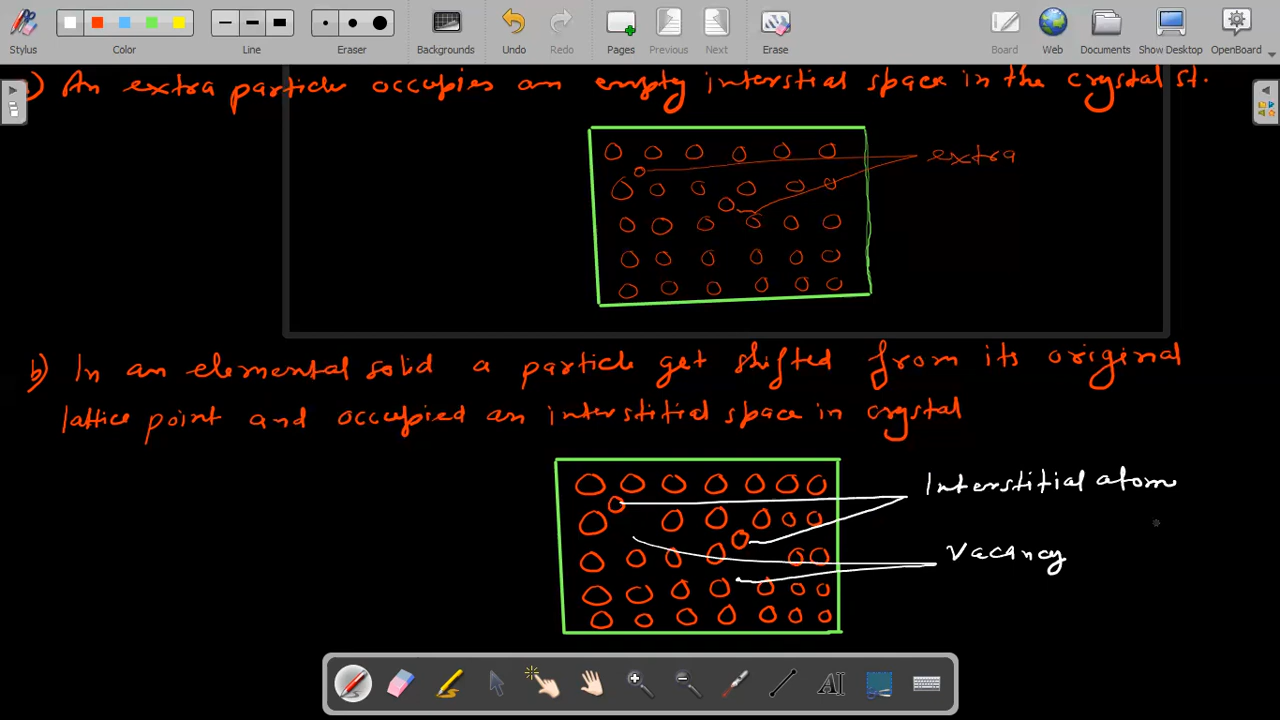 Stylus Color Line Eraser Backgrounds Undo Redo Pages Previous Next Erase Board Web Documents Show Desktop OpenBoard
) An extra particle occupies an empty interstial space in the crystal st.
extra
b) In an elemental solid a particle get shifted from its original
lattice point and occupied an interstitial space in crystal
Interstitial atom
Vacancy